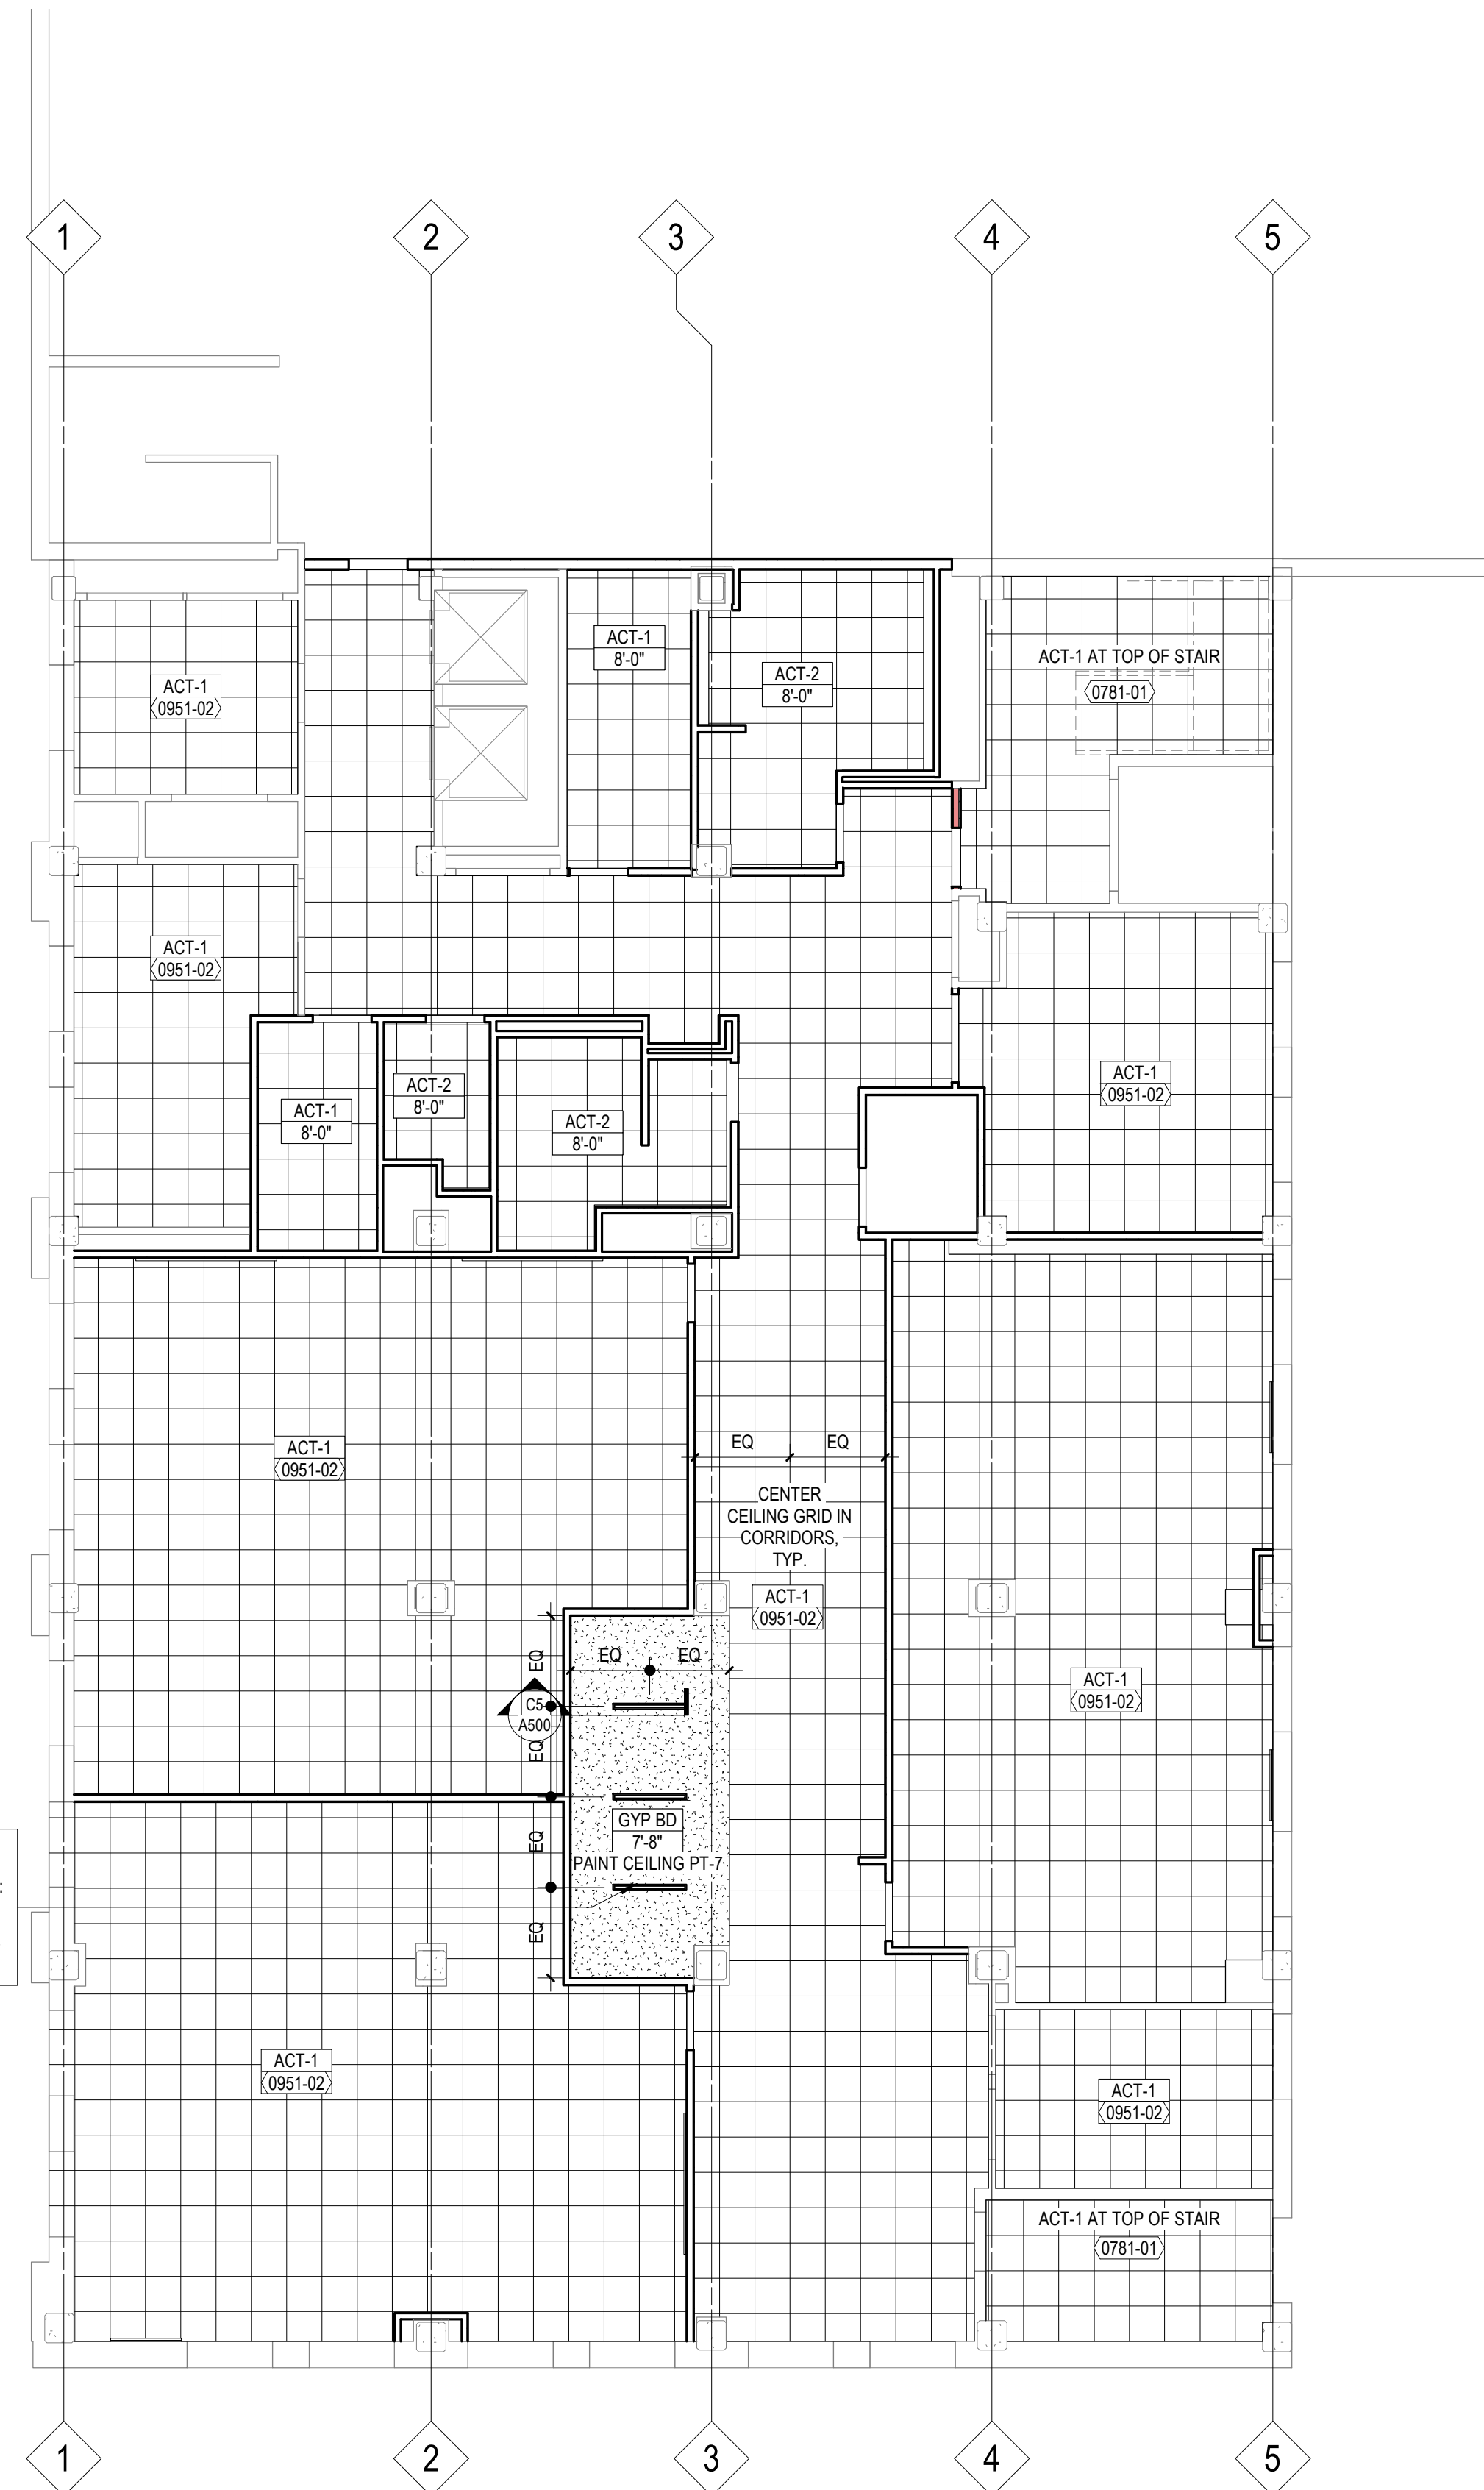 1
2
3
4
5
ACT-1
8'-0"
ACT-1 AT TOP OF STAIR
0781-01
ACT-2
8'-0"
ACT-1
0951-02
ACT-1
0951-02
ACT-1
0951-02
ACT-2
8'-0"
ACT-1
8'-0"
ACT-2
8'-0"
EQ
EQ
ACT-1
0951-02
CENTER
CEILING GRID IN
CORRIDORS,
TYP.
ACT-1
0951-02
EQ
EQ
EQ
C5
A500
ACT-1
0951-02
EQ
GYP BD
7'-8"
PAINT CEILING PT-7
EQ
EQ
ACT-1
0951-02
ACT-1
0951-02
ACT-1 AT TOP OF STAIR
0781-01
1
2
3
4
5